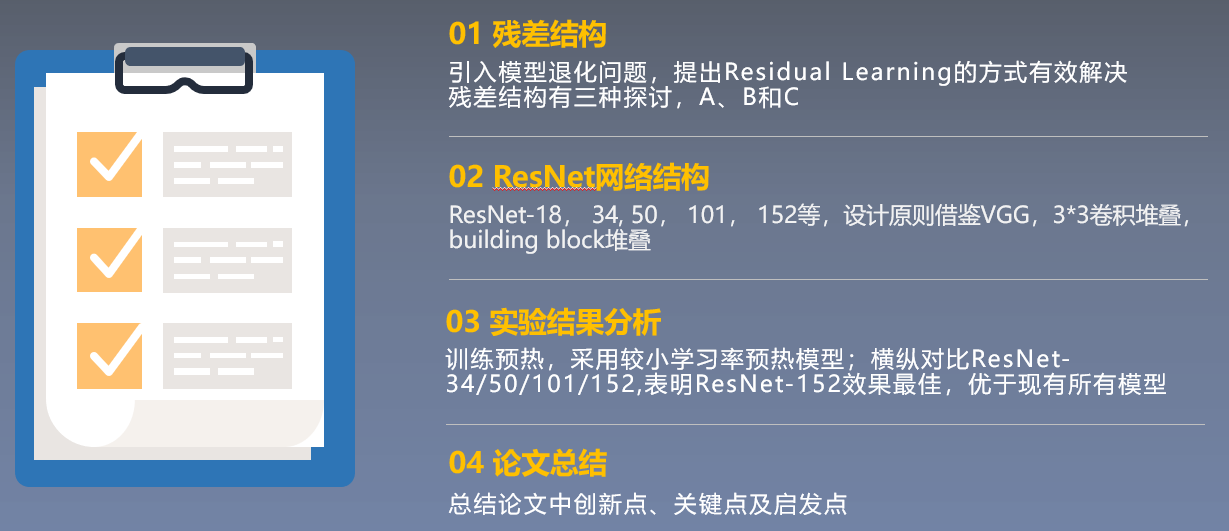 01 残差结构
引入模型退化问题，提出Residual Learning的方式有效解决
残差结构有三种探讨，A、B和C
02 ResNet网络结构
ResNet-18， 34, 50， 101， 152等，设计原则借鉴VGG，3*3卷积堆叠，
building block堆叠
03 实验结果分析
训练预热，采用较小学习率预热模型；横纵对比ResNet-
34/50/101/152,表明ResNet-152效果最佳，优于现有所有模型
04 论文总结
总结论文中创新点、关键点及启发点